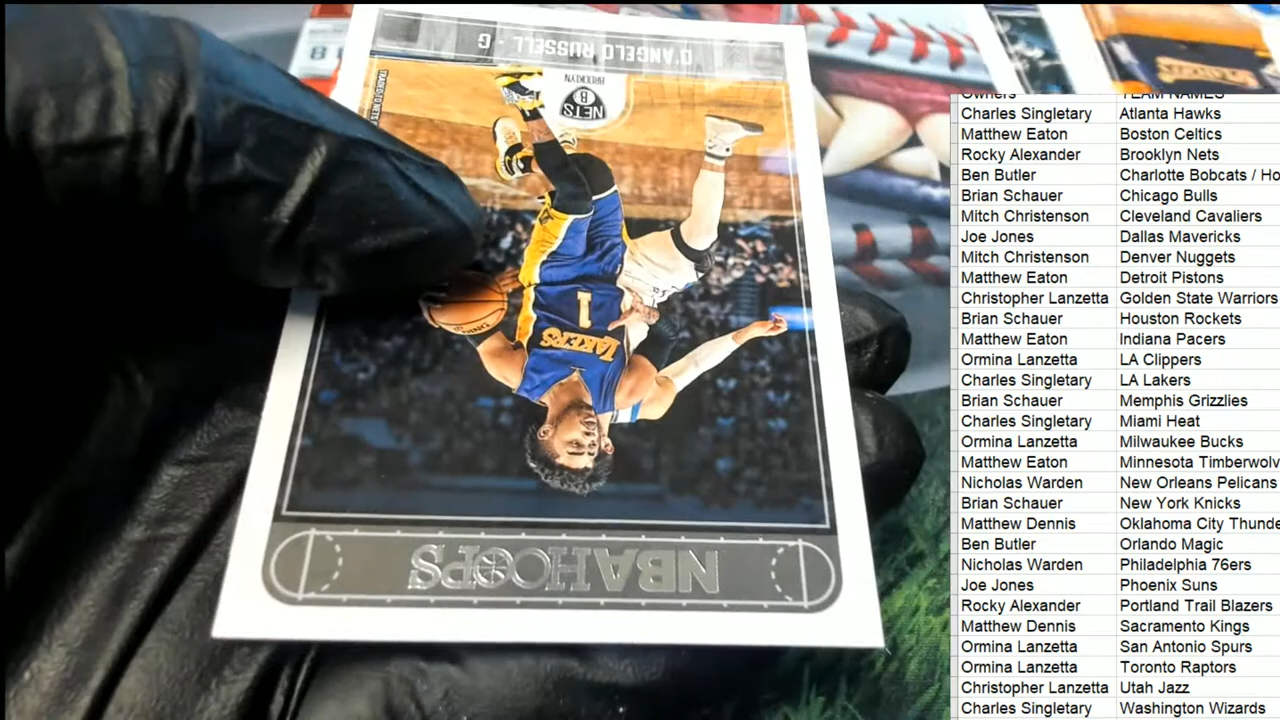 D'ANGELO RUSSELL • G
BROOKLYN
NETS
B
TRADED TO NETS
1
LAKERS
NBA HOOPS
8
Owners TEAM NAMES
Charles Singletary Atlanta Hawks
Matthew Eaton Boston Celtics
Rocky Alexander Brooklyn Nets
Ben Butler Charlotte Bobcats / Ho
Brian Schauer Chicago Bulls
Mitch Christenson Cleveland Cavaliers
Joe Jones Dallas Mavericks
Mitch Christenson Denver Nuggets
Matthew Eaton Detroit Pistons
Christopher Lanzetta Golden State Warriors
Brian Schauer Houston Rockets
Matthew Eaton Indiana Pacers
Ormina Lanzetta LA Clippers
Charles Singletary LA Lakers
Brian Schauer Memphis Grizzlies
Charles Singletary Miami Heat
Ormina Lanzetta Milwaukee Bucks
Matthew Eaton Minnesota Timberwolv
Nicholas Warden New Orleans Pelicans
Brian Schauer New York Knicks
Matthew Dennis Oklahoma City Thunde
Ben Butler Orlando Magic
Nicholas Warden Philadelphia 76ers
Joe Jones Phoenix Suns
Rocky Alexander Portland Trail Blazers
Matthew Dennis Sacramento Kings
Ormina Lanzetta San Antonio Spurs
Ormina Lanzetta Toronto Raptors
Christopher Lanzetta Utah Jazz
Charles Singletary Washington Wizards